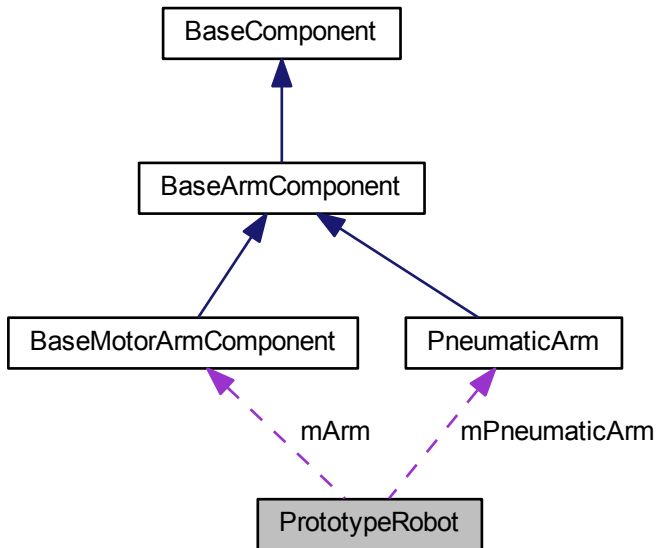 BaseComponent
BaseArmComponent
BaseMotorArmComponent
PneumaticArm
mArm
mPneumaticArm
PrototypeRobot